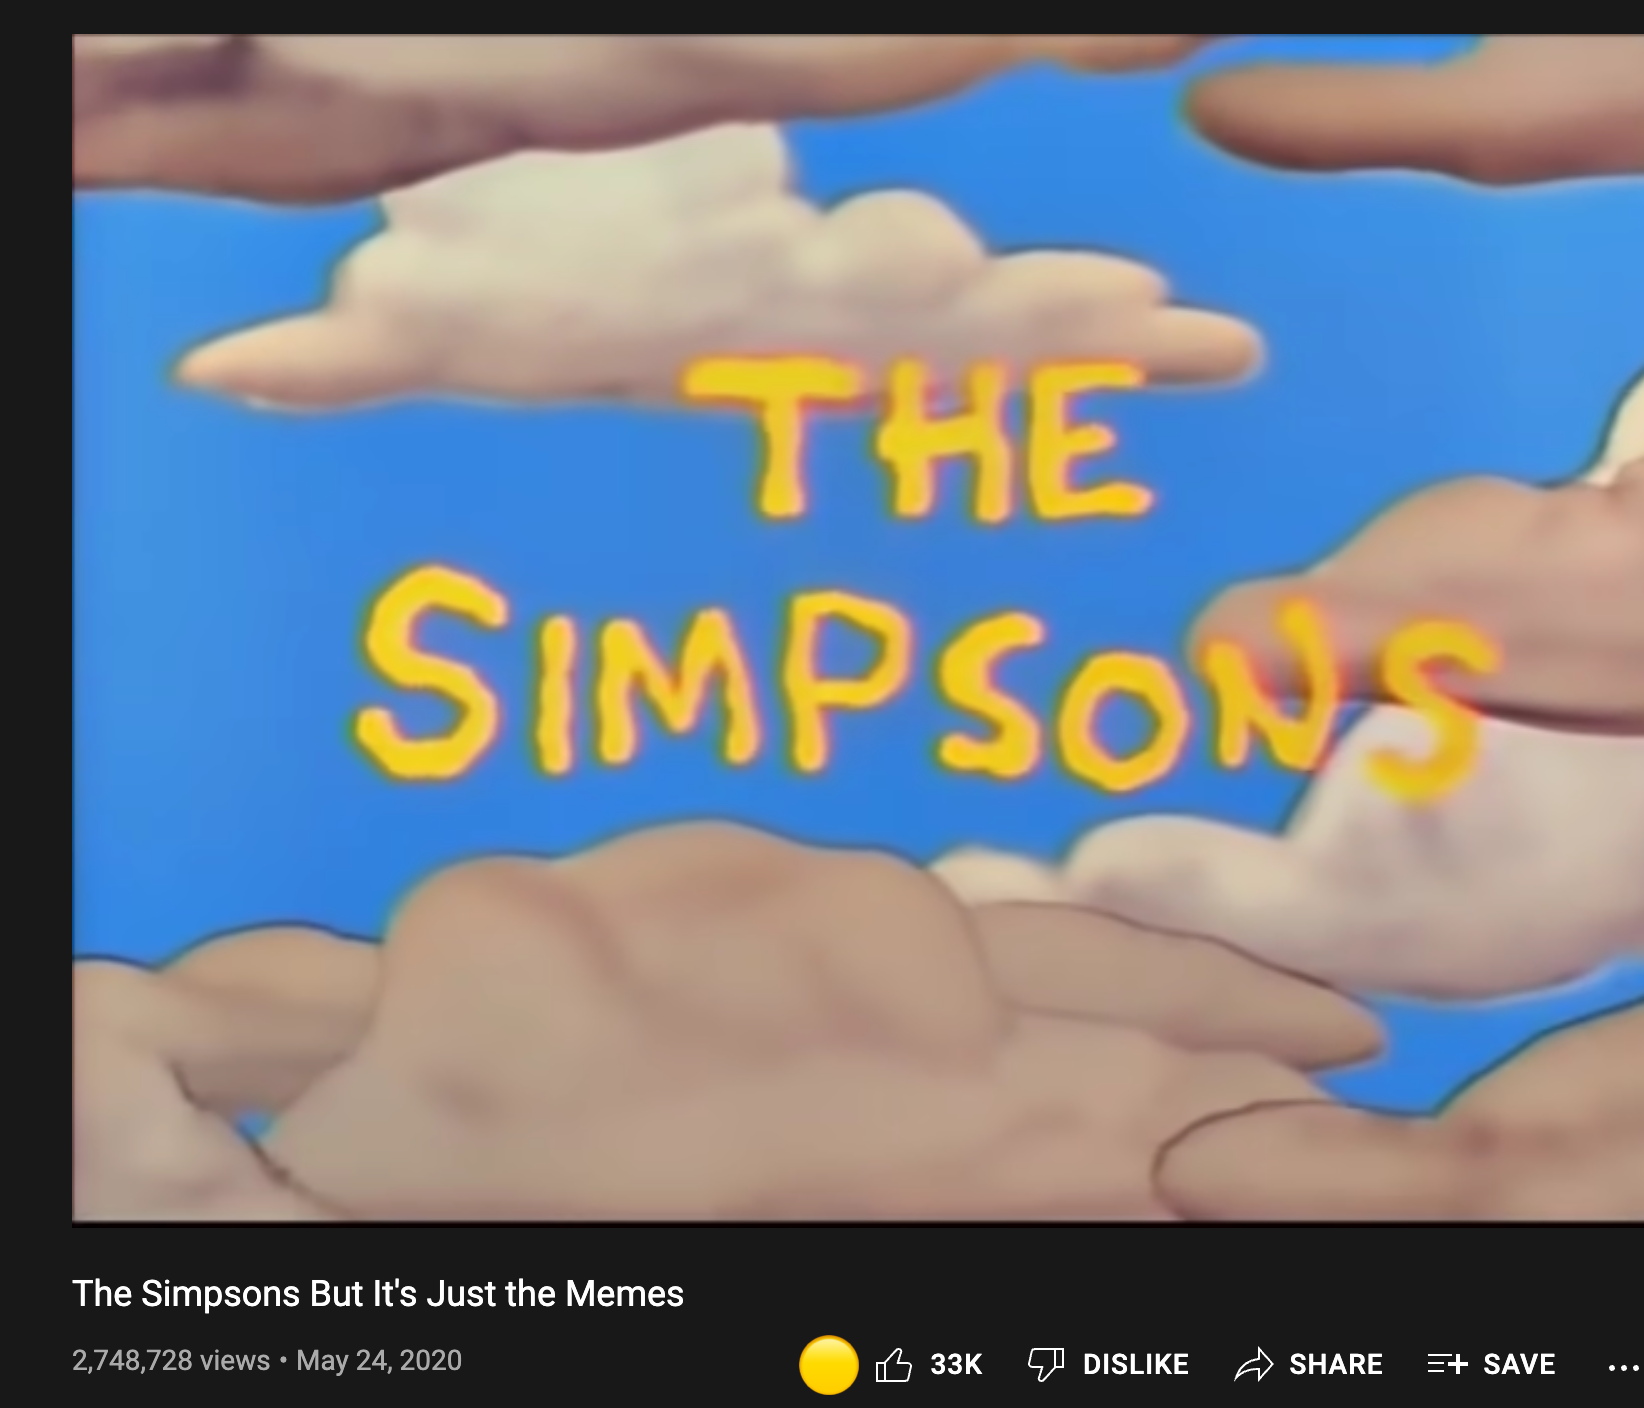 THE
SIMPSONS
The Simpsons But It's Just the Memes
2,748,728 views • May 24, 2020
33K DISLIKE SHARE SAVE ...